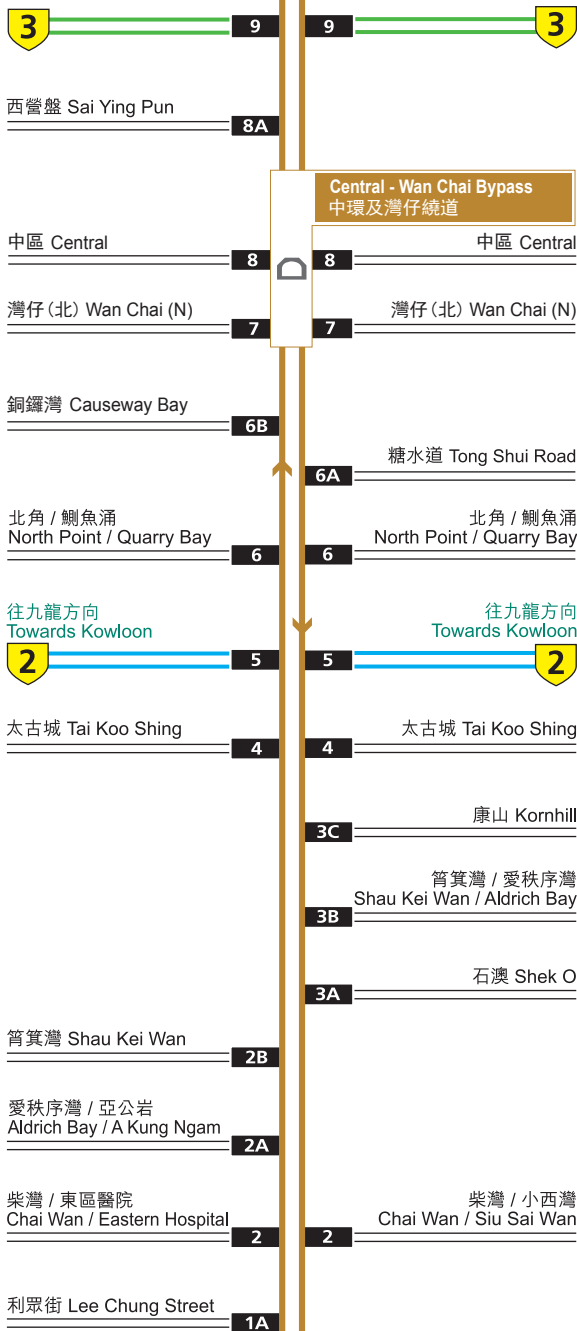 3
9
9
3
西營盤 Sai Ying Pun
8A
Central - Wan Chai Bypass
中環及灣仔繞道
中區 Central
8
8
中區 Central
灣仔(北) Wan Chai (N)
7
7
灣仔(北) Wan Chai (N)
銅鑼灣 Causeway Bay
6B
糖水道 Tong Shui Road
6A
北角 / 鰂魚涌
North Point / Quarry Bay
6
6
北角 / 鰂魚涌
North Point / Quarry Bay
往九龍方向
Towards Kowloon
2
5
5
往九龍方向
Towards Kowloon
2
太古城 Tai Koo Shing
4
4
太古城 Tai Koo Shing
康山 Kornhill
3C
筲箕灣 / 愛秩序灣
Shau Kei Wan / Aldrich Bay
3B
石澳 Shek O
3A
筲箕灣 Shau Kei Wan
2B
愛秩序灣 / 亞公岩
Aldrich Bay / A Kung Ngam
2A
柴灣 / 東區醫院
Chai Wan / Eastern Hospital
2
2
柴灣 / 小西灣
Chai Wan / Siu Sai Wan
利眾街 Lee Chung Street
1A